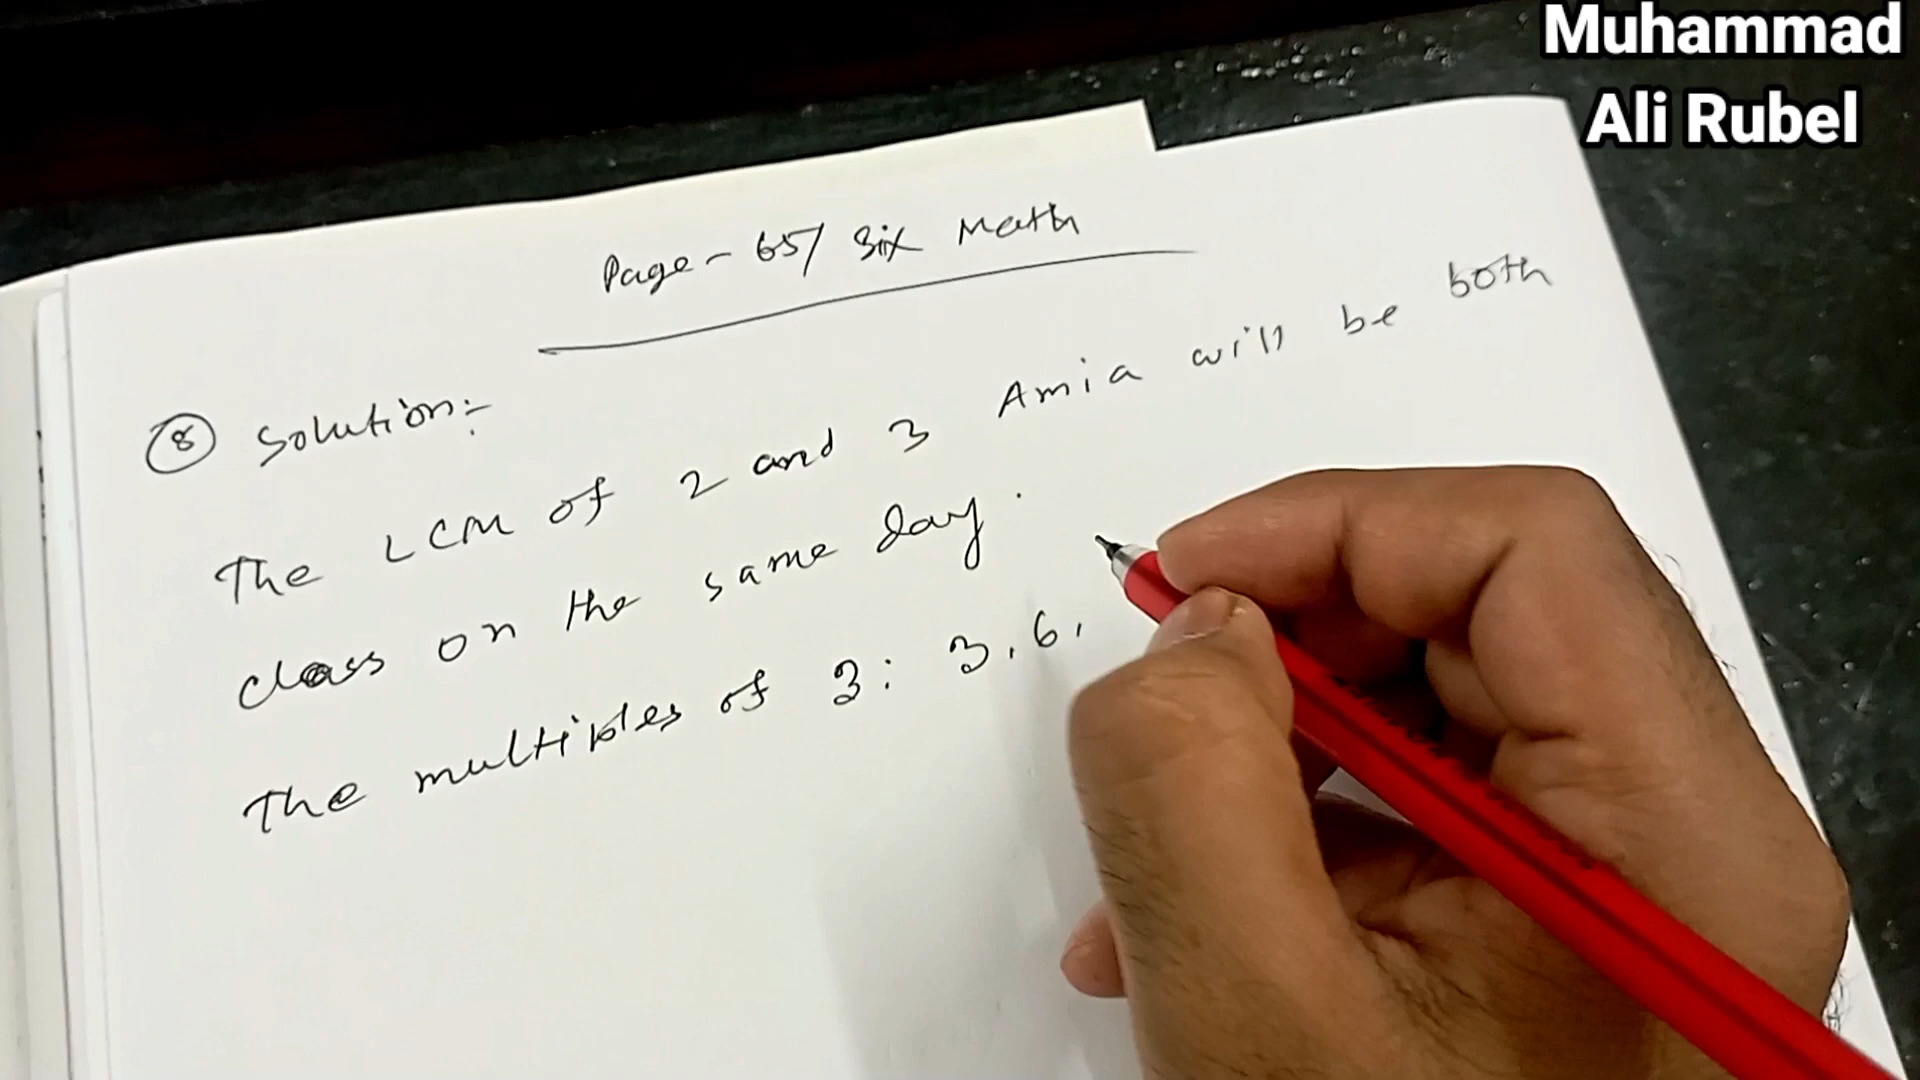 Muhammad
Ali Rubel
Page - 65/ Six Math
8 Solution:-
The LCM of 2 and 3 Amia will be both
class on the same day.
The multiples of 3: 3, 6,